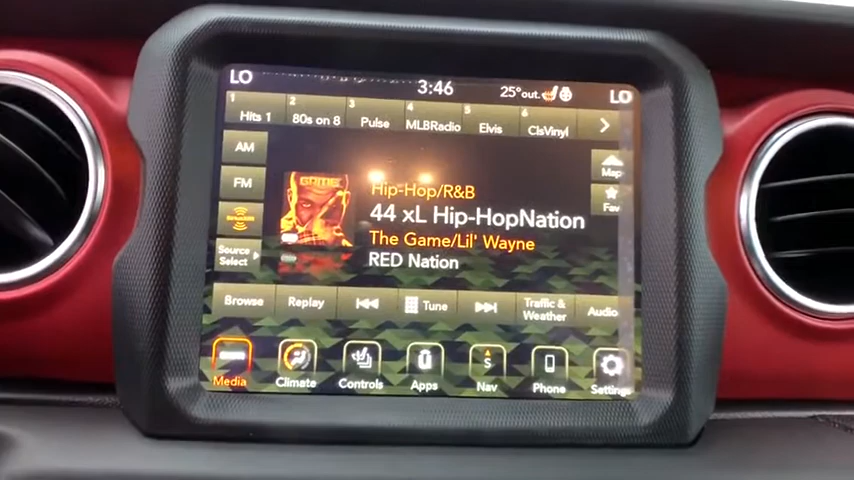 LO 3:46 25°out. LO
1 Hits 1 2 80s on 8 3 Pulse 4 MLBRadio 5 Elvis 6 ClsVinyl
AM
FM
SiriusXM
Source Select
GAME
Hip-Hop/R&B
44 xL Hip-HopNation
The Game/Lil' Wayne
RED Nation
Map
Fav
Browse Replay Tune Traffic & Weather Audio
Media Climate Controls Apps S Nav Phone Settings